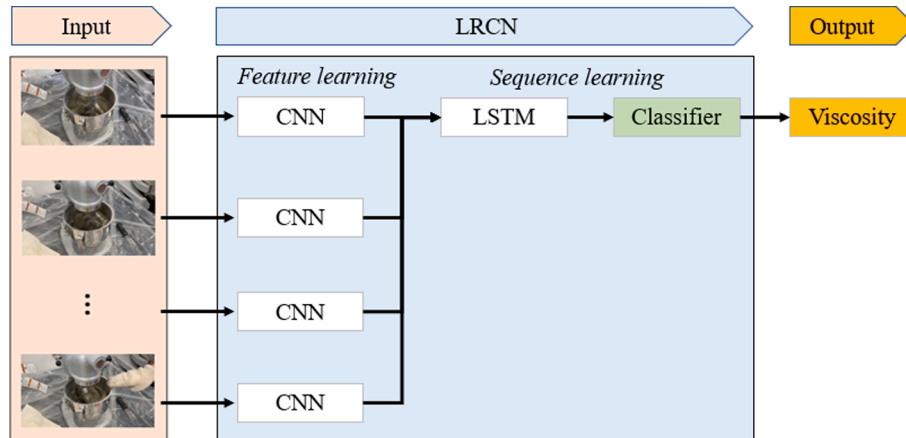 Input
LRCN
Output
Feature learning
Sequence learning
CNN
LSTM
Classifier
Viscosity
CNN
...
CNN
CNN